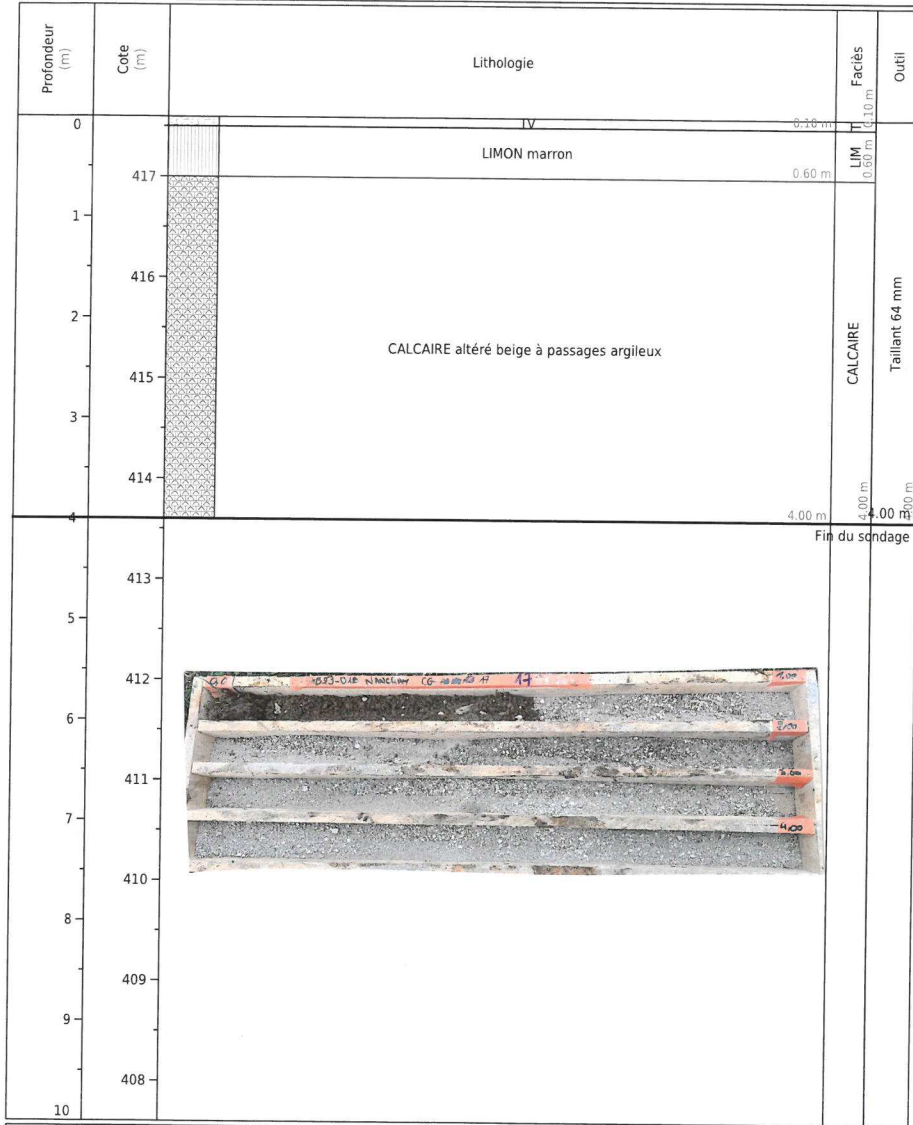 Profondeur
(m)
Cote
(m)
Lithologie
Faciès
Outil
0
TV
0.10 m
T
0.10 m
LIMON marron
0.60 m
LIM
0.60 m
417
1
416
2
CALCAIRE altéré beige à passages argileux
CALCAIRE
Taillant 64 mm
415
3
414
4
4.00 m
4.00 m
4.00 m
4.00 m
Fin du sondage
413
5
412
17
1.00
6
2.00
411
3.00
7
4,00
410
8
409
9
408
10